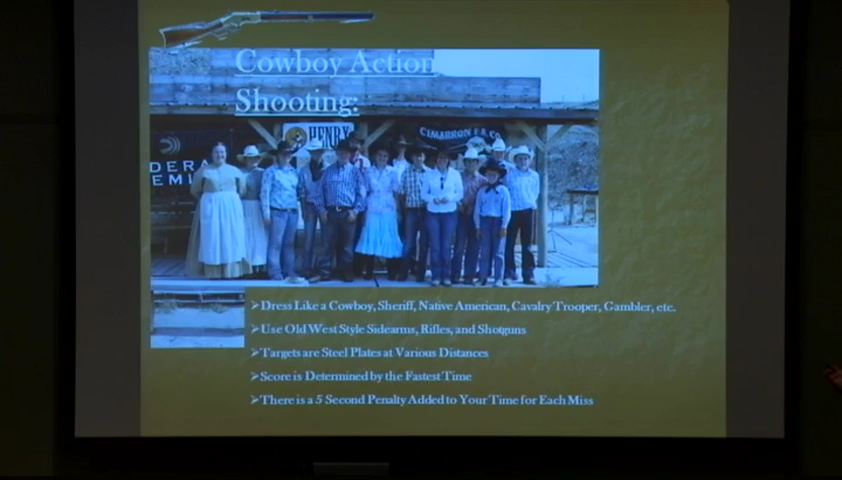 Cowboy Action
Shooting:
HENRY
CIMARRON F.A. CO.
DERA
EMI
➢Dress Like a Cowboy, Sheriff, Native American, Cavalry Trooper, Gambler, etc.
➢Use Old West Style Sidearms, Rifles, and Shotguns
➢Targets are Steel Plates at Various Distances
➢Score is Determined by the Fastest Time
➢There is a 5 Second Penalty Added to Your Time for Each Miss